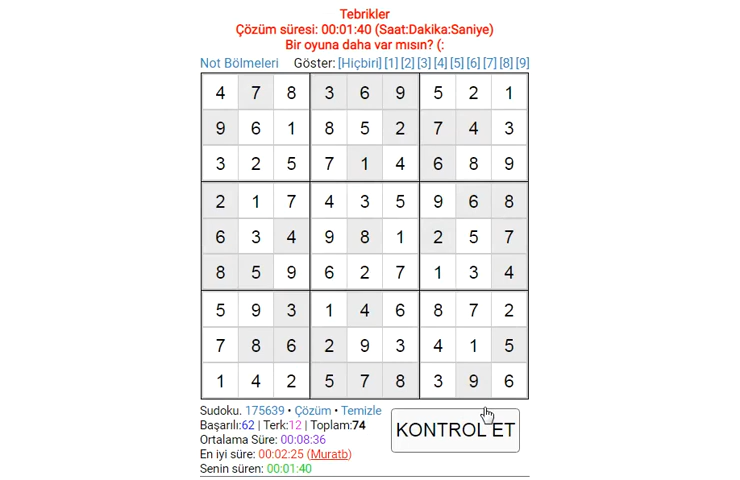 Tebrikler
Çözüm süresi: 00:01:40 (Saat:Dakika:Saniye)
Bir oyuna daha var mısın? (:
Not Bölmeleri Göster: [Hiçbiri] [1] [2] [3] [4] [5] [6] [7] [8] [9]
4 7 8 3 6 9 5 2 1
9 6 1 8 5 2 7 4 3
3 2 5 7 1 4 6 8 9
2 1 7 4 3 5 9 6 8
6 3 4 9 8 1 2 5 7
8 5 9 6 2 7 1 3 4
5 9 3 1 4 6 8 7 2
7 8 6 2 9 3 4 1 5
1 4 2 5 7 8 3 9 6
Sudoku. 175639 • Çözüm • Temizle
Başarılı:62 | Terk:12 | Toplam:74
Ortalama Süre: 00:08:36
En iyi süre: 00:02:25 (Muratb)
Senin süren: 00:01:40
KONTROL ET